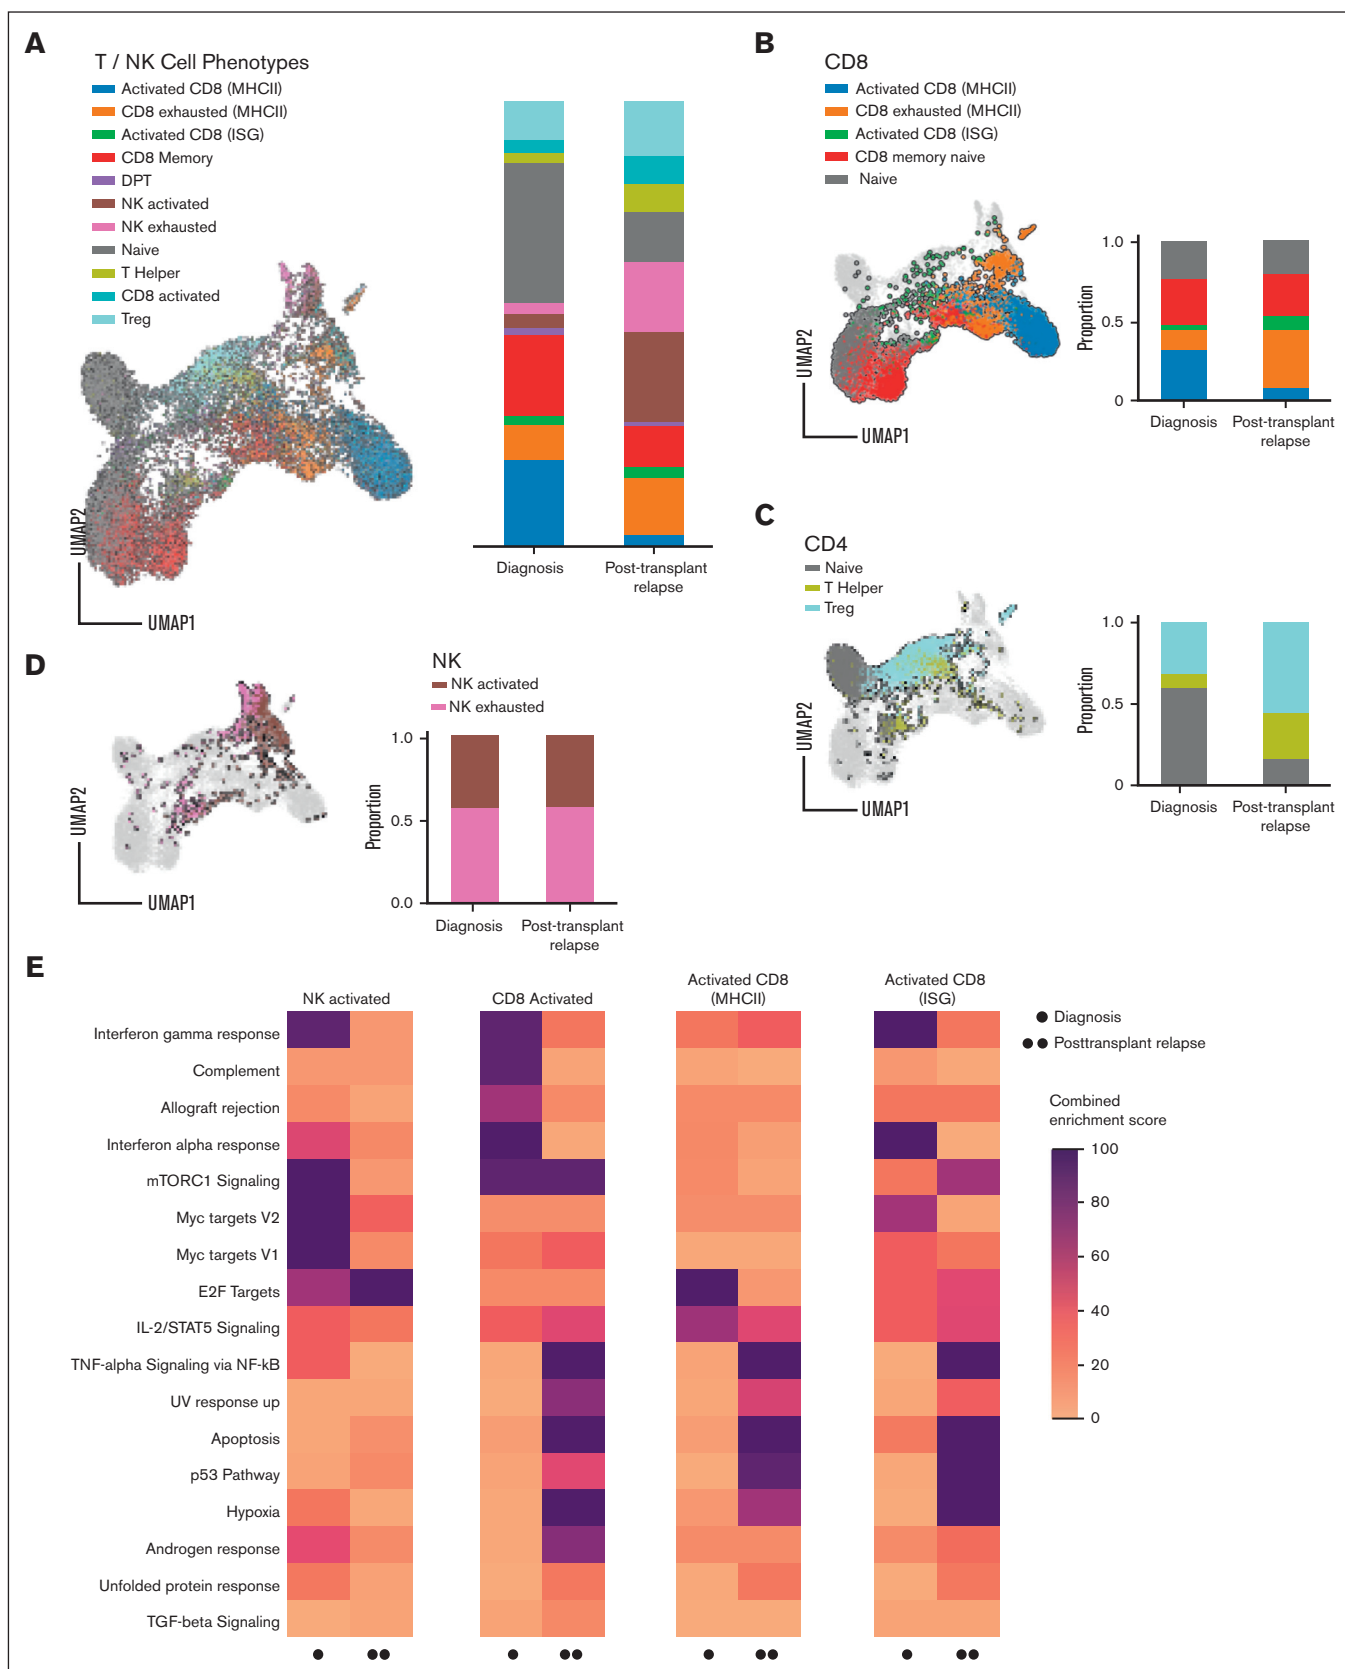 A
T / NK Cell Phenotypes
Activated CD8 (MHCII)
CD8 exhausted (MHCII)
Activated CD8 (ISG)
CD8 Memory
DPT
NK activated
NK exhausted
Naive
T Helper
CD8 activated
Treg
UMAP2
UMAP1
Diagnosis
Post-transplant
relapse
B
CD8
Activated CD8 (MHCII)
CD8 exhausted (MHCII)
Activated CD8 (ISG)
CD8 memory naive
Naive
UMAP2
UMAP1
Proportion
1.0
0.5
0
Diagnosis
Post-transplant
relapse
C
CD4
Naive
T Helper
Treg
UMAP2
UMAP1
Proportion
1.0
0.5
0
Diagnosis
Post-transplant
relapse
D
NK
NK activated
NK exhausted
UMAP2
UMAP1
Proportion
1.0
0.5
0.0
Diagnosis
Post-transplant
relapse
E
NK activated
CD8 Activated
Activated CD8
(MHCII)
Activated CD8
(ISG)
Interferon gamma response
Complement
Allograft rejection
Interferon alpha response
mTORC1 Signaling
Myc targets V2
Myc targets V1
E2F Targets
IL-2/STAT5 Signaling
TNF-alpha Signaling via NF-kB
UV response up
Apoptosis
p53 Pathway
Hypoxia
Androgen response
Unfolded protein response
TGF-beta Signaling
Diagnosis
Posttransplant relapse
Combined
enrichment score
100
80
60
40
20
0